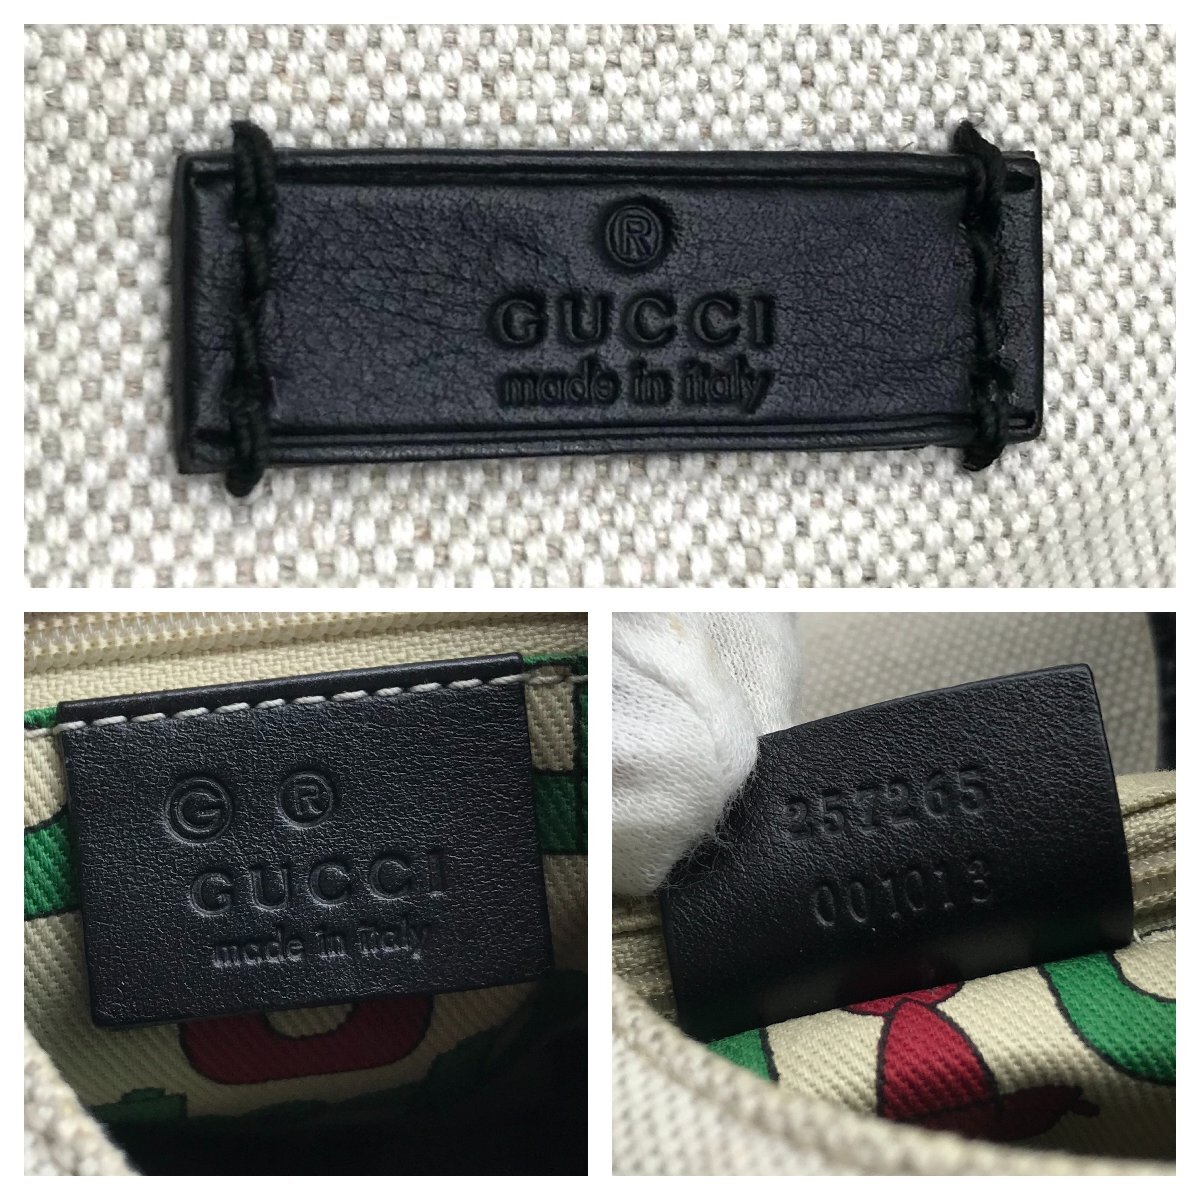 ®
GUCCI
made in italy
G ®
GUCCI
made in italy
257265
001013